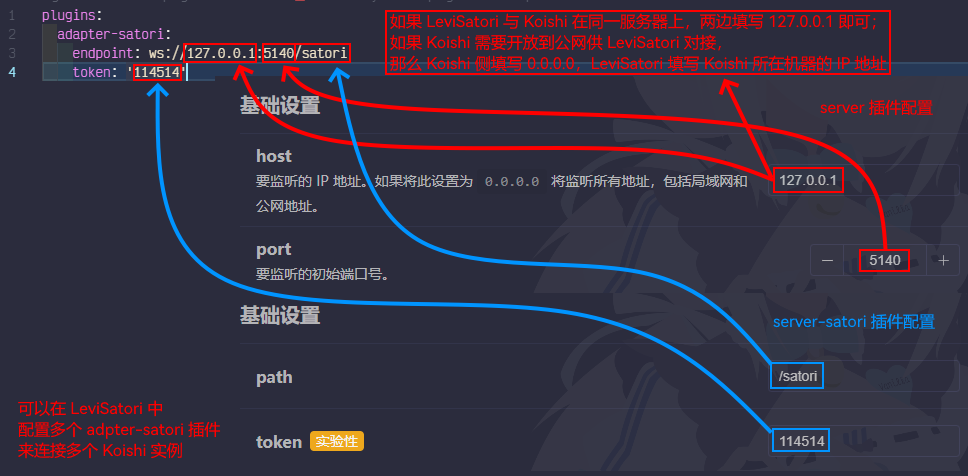 1 plugins:
2 adapter-satori:
3 endpoint: ws://127.0.0.1:5140/satori
4 token: '114514'
如果 LeviSatori 与 Koishi 在同一服务器上，两边填写 127.0.0.1 即可；
如果 Koishi 需要开放到公网供 LeviSatori 对接，
那么 Koishi 侧填写 0.0.0.0，LeviSatori 填写 Koishi 所在机器的 IP 地址
基础设置
server 插件配置
host
要监听的 IP 地址。如果将此设置为 0.0.0.0 将监听所有地址，包括局域网和
公网地址。
127.0.0.1
port
要监听的初始端口号。
− 5140 +
基础设置
server-satori 插件配置
path
/satori
可以在 LeviSatori 中
配置多个 adpter-satori 插件
来连接多个 Koishi 实例
token 实验性
114514